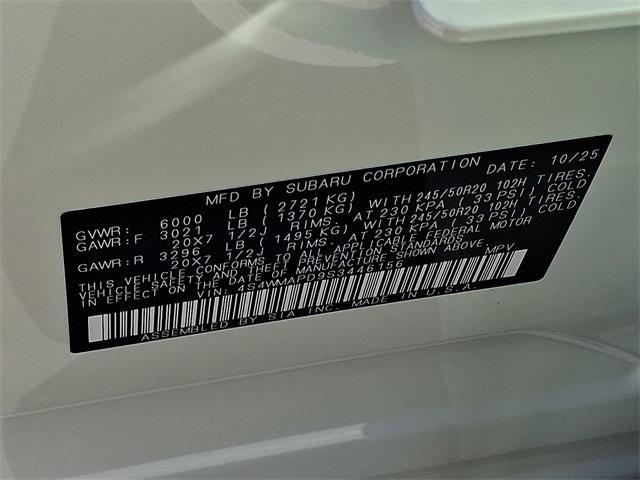 MFD BY SUBARU CORPORATION DATE: 10/25
GVWR: 6000 LB ( 2721 KG)
GAWR: F 3021 LB ( 1370 KG) WITH 245/50R20 102H TIRES.
20X7 1/2J RIMS. AT 230 KPA ( 33 PSI) COLD
GAWR: R 3296 LB ( 1495 KG) WITH 245/50R20 102H TIRES.
20X7 1/2J RIMS. AT 230 KPA ( 33 PSI) COLD
THIS VEHICLE CONFORMS TO ALL APPLICABLE FEDERAL MOTOR
VEHICLE SAFETY AND THEFT PREVENTION STANDARDS
IN EFFECT ON THE DATE OF MANUFACTURE SHOWN ABOVE.
VIN: 4S4WMAPD9S3446156 MPV
ASSEMBLED BY SIA INC. MADE IN U.S.A.